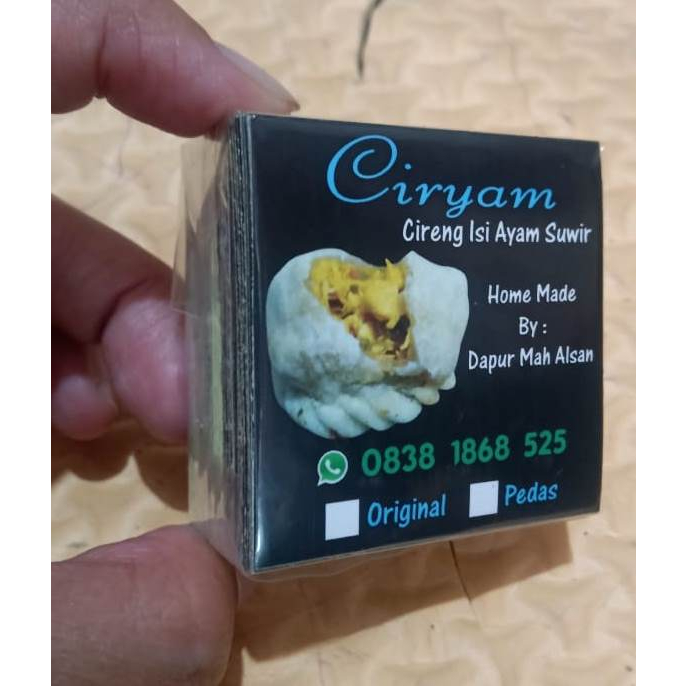 Ciryam
Cireng Isi Ayam Suwir
Home Made
By :
Dapur Mah Alsan
0838 1868 525
Original
Pedas